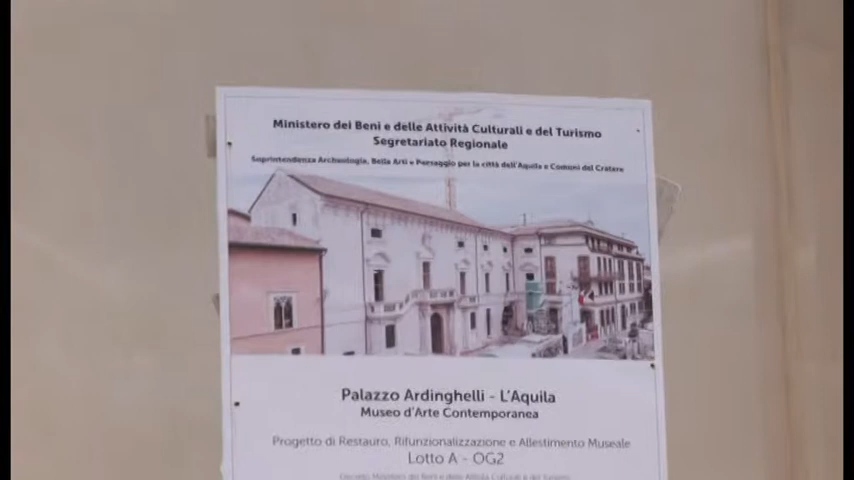 Ministero dei Beni e delle Attività Culturali e del Turismo
Segretariato Regionale
Soprintendenza Archeologia, Belle Arti e Paesaggio per la città dell'Aquila e Comuni del Cratere
Palazzo Ardinghelli - L'Aquila
Museo d'Arte Contemporanea
Progetto di Restauro, Rifunzionalizzazione e Allestimento Museale
Lotto A - OG2